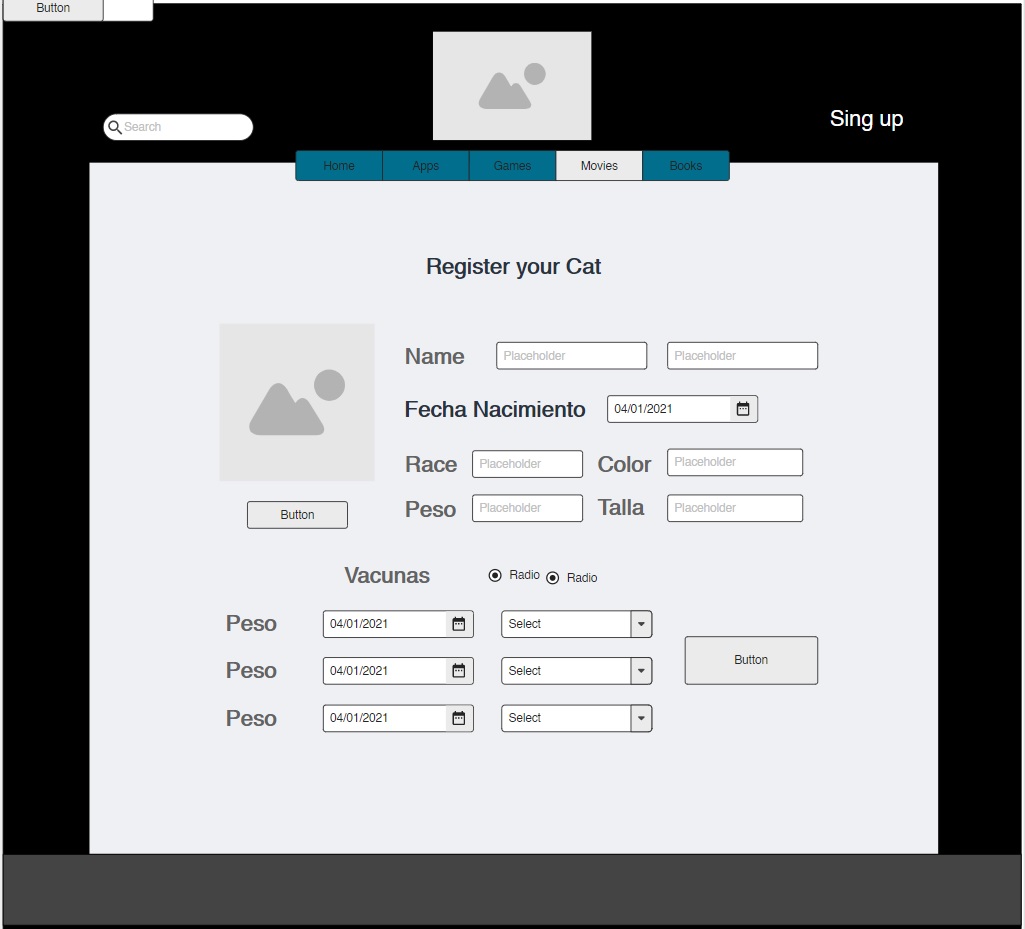 Button
Search
Sing up
Home Apps Games Movies Books
Register your Cat
Name Placeholder Placeholder
Fecha Nacimiento 04/01/2021
Race Placeholder Color Placeholder
Button Peso Placeholder Talla Placeholder
Vacunas Radio Radio
Peso 04/01/2021 Select
Button
Peso 04/01/2021 Select
Peso 04/01/2021 Select